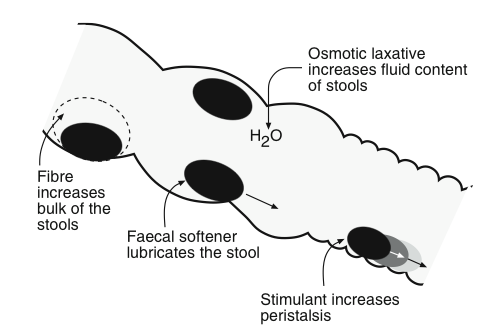 Osmotic laxative
increases fluid content
of stools
H₂O
Fibre
increases
bulk of the
stools
Faecal softener
lubricates the stool
Stimulant increases
peristalsis